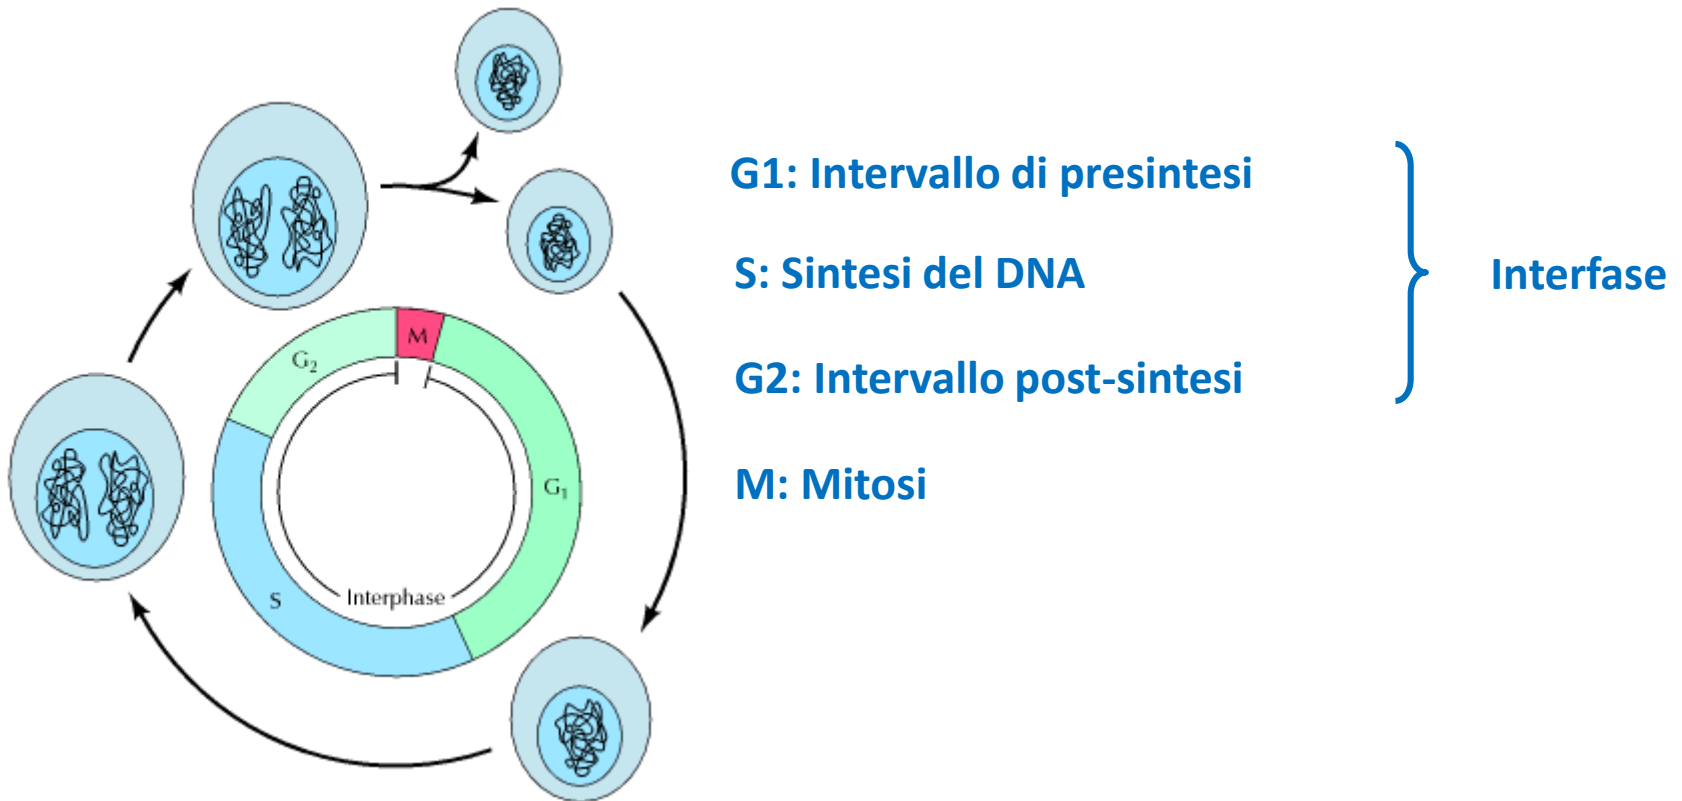 G1: Intervallo di presintesi
S: Sintesi del DNA
Interfase
G2: Intervallo post-sintesi
M: Mitosi
M
G₂
G₁
S
Interphase